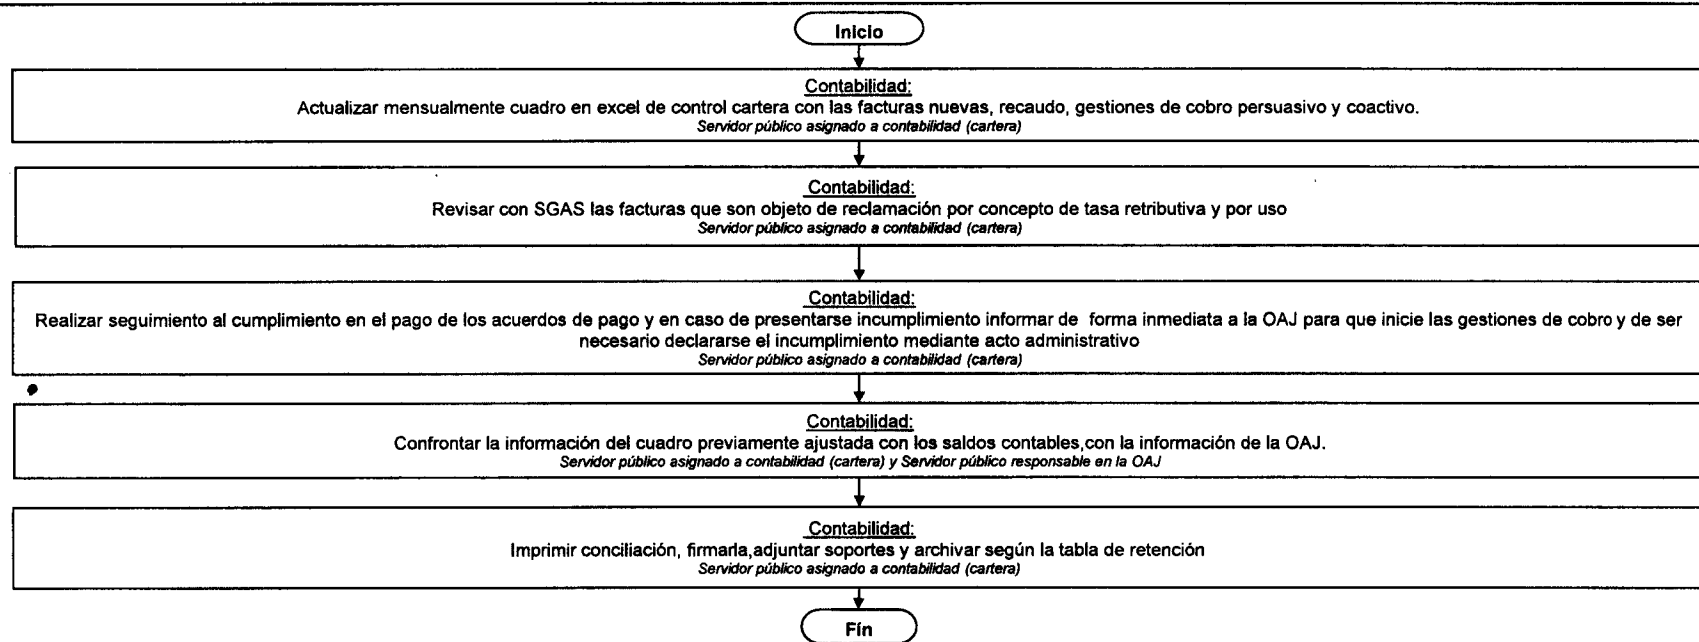 Inicio
Contabilidad:
Actualizar mensualmente cuadro en excel de control cartera con las facturas nuevas, recaudo, gestiones de cobro persuasivo y coactivo.
Servidor público asignado a contabilidad (cartera)
Contabilidad:
Revisar con SGAS las facturas que son objeto de reclamación por concepto de tasa retributiva y por uso
Servidor público asignado a contabilidad (cartera)
Contabilidad:
Realizar seguimiento al cumplimiento en el pago de los acuerdos de pago y en caso de presentarse incumplimiento informar de forma inmediata a la OAJ para que inicie las gestiones de cobro y de ser
necesario declararse el incumplimiento mediante acto administrativo
Servidor público asignado a contabilidad (cartera)
Contabilidad:
Confrontar la información del cuadro previamente ajustada con los saldos contables,con la información de la OAJ.
Servidor público asignado a contabilidad (cartera) y Servidor público responsable en la OAJ
Contabilidad:
Imprimir conciliación, firmarla,adjuntar soportes y archivar según la tabla de retención
Servidor público asignado a contabilidad (cartera)
Fín